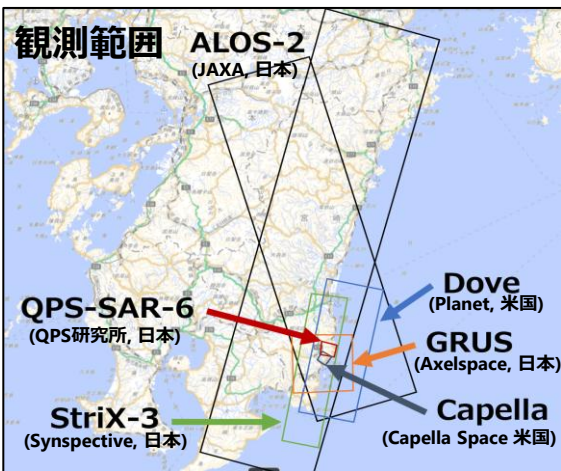 観測範囲
ALOS-2
(JAXA, 日本)
宮崎
Dove
(Planet, 米国)
QPS-SAR-6
(QPS研究所, 日本)
GRUS
(Axelspace, 日本)
StriX-3
(Synspective, 日本)
Capella
(Capella Space 米国)